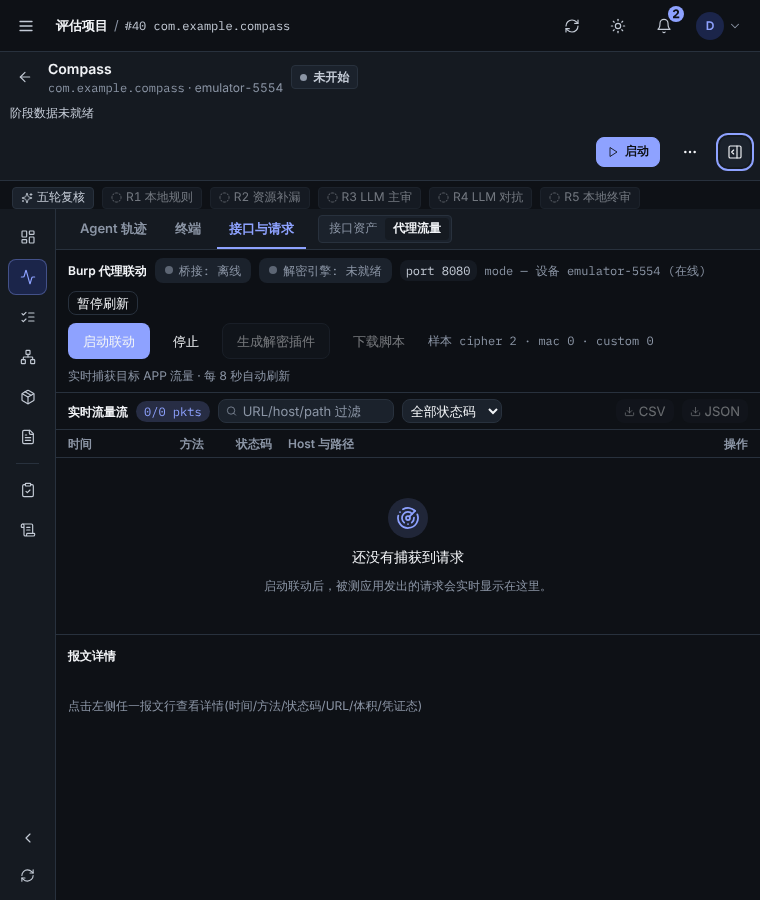 评估项目 / #40 com.example.compass
2
D
Compass
com.example.compass · emulator-5554
未开始
阶段数据未就绪
启动
五轮复核
R1 本地规则
R2 资源补漏
R3 LLM 主审
R4 LLM 对抗
R5 本地终审
Agent 轨迹
终端
接口与请求
接口资产
代理流量
Burp 代理联动
桥接: 离线
解密引擎: 未就绪
port 8080
mode — 设备 emulator-5554 (在线)
暂停刷新
启动联动
停止
生成解密插件
下载脚本
样本 cipher 2 · mac 0 · custom 0
实时捕获目标 APP 流量 · 每 8 秒自动刷新
实时流量流
0/0 pkts
URL/host/path 过滤
全部状态码
CSV
JSON
时间
方法
状态码
Host 与路径
操作
还没有捕获到请求
启动联动后，被测应用发出的请求会实时显示在这里。
报文详情
点击左侧任一报文行查看详情(时间/方法/状态码/URL/体积/凭证态)